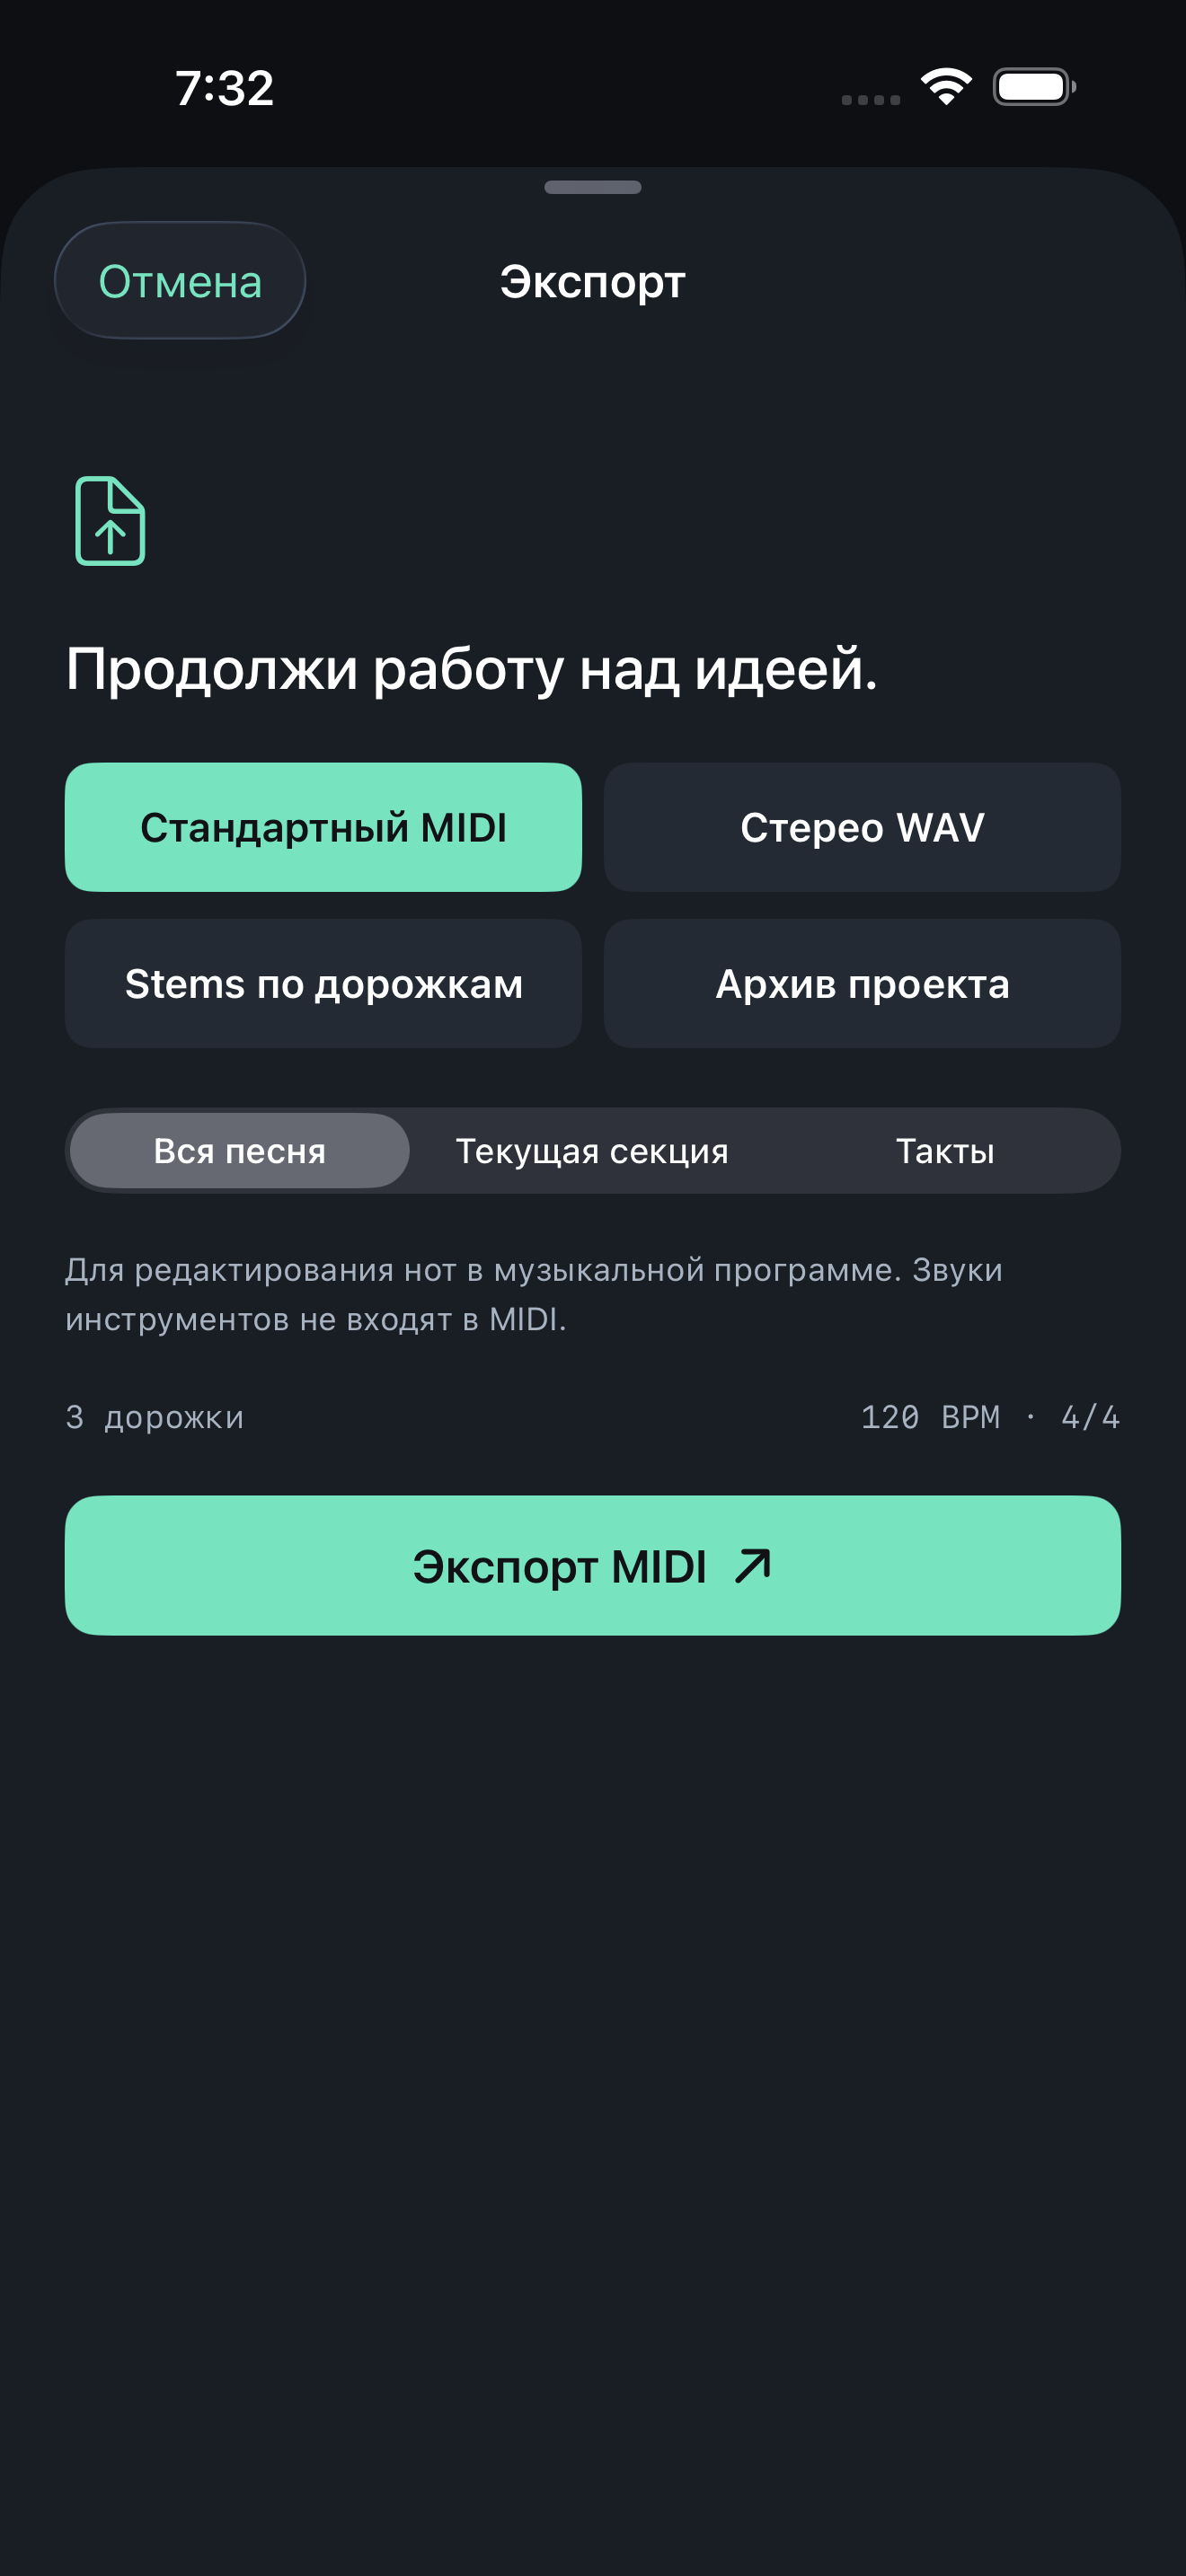 7:32
Отмена
Экспорт
Продолжи работу над идеей.
Стандартный MIDI
Стерео WAV
Stems по дорожкам
Архив проекта
Вся песня
Текущая секция
Такты
Для редактирования нот в музыкальной программе. Звуки
инструментов не входят в MIDI.
3 дорожки
120 BPM · 4/4
Экспорт MIDI